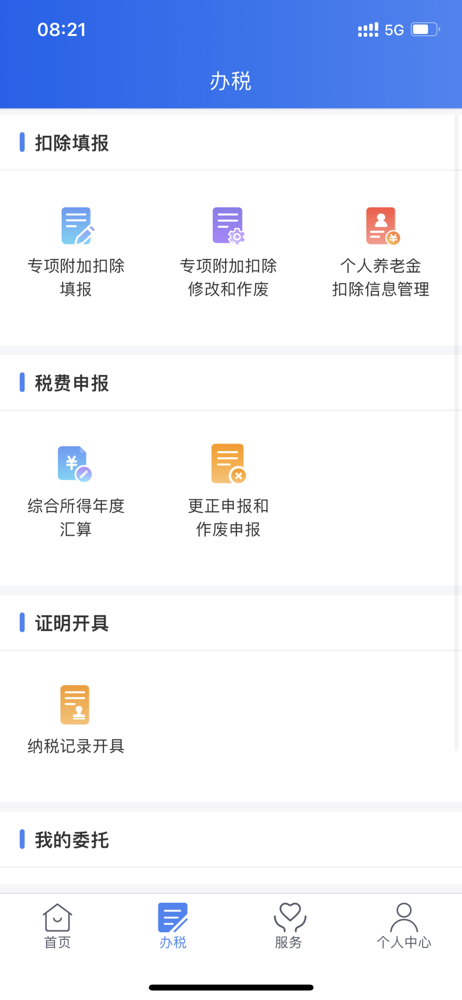 08:21
5G
办税
扣除填报
专项附加扣除
填报
专项附加扣除
修改和作废
个人养老金
扣除信息管理
税费申报
综合所得年度
汇算
更正申报和
作废申报
证明开具
纳税记录开具
我的委托
首页
办税
服务
个人中心